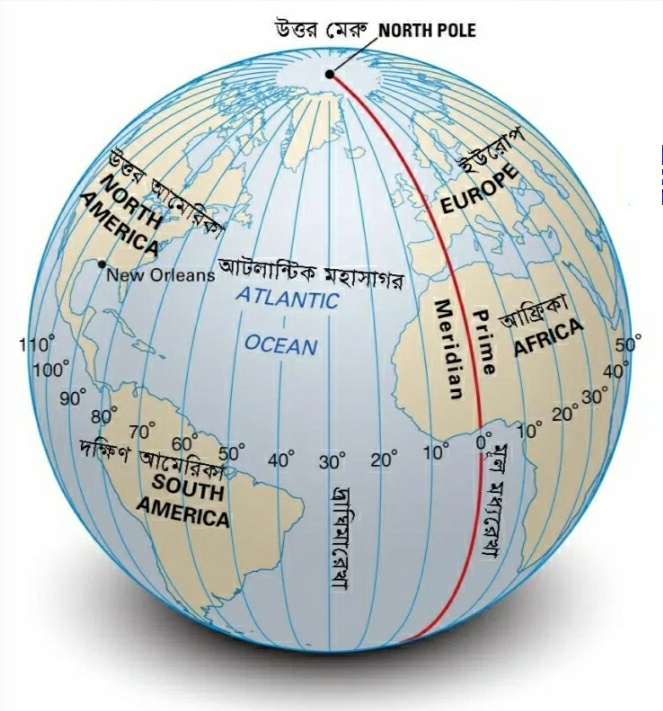 উত্তর মেরু NORTH POLE
উত্তর আমেরিকা
NORTH
AMERICA
ইউরোপ
EUROPE
New Orleans
আটলান্টিক মহাসাগর
ATLANTIC
OCEAN
Prime
Meridian
আফ্রিকা
AFRICA
110°
100°
90°
80°
70°
60°
50°
40°
30°
20°
10°
0°
10°
20°
30°
40°
50°
দক্ষিণ আমেরিকা
SOUTH
AMERICA
দ্রাঘিমারেখা
মূল মধ্যরেখা